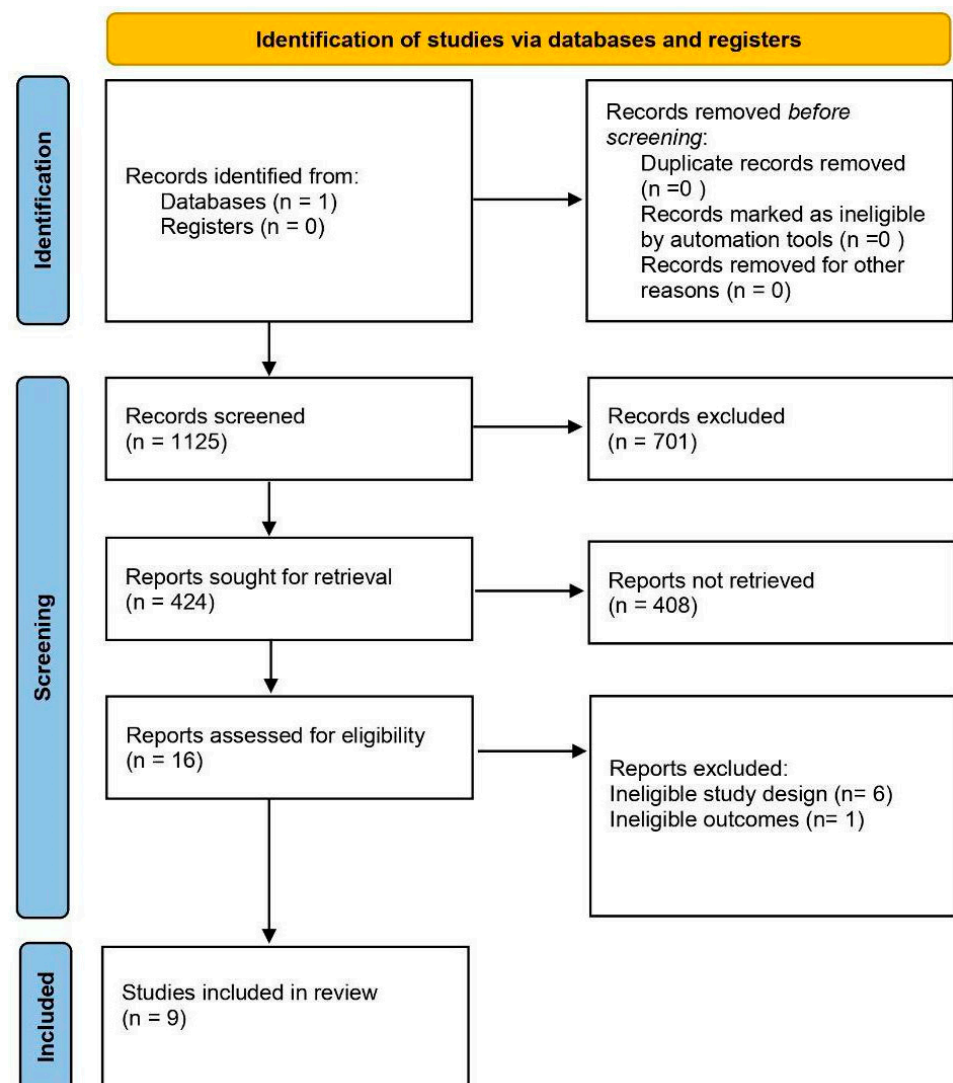 Identification of studies via databases and registers
Identification
Records identified from:
Databases (n = 1)
Registers (n = 0)
Records removed before
screening:
Duplicate records removed
(n =0 )
Records marked as ineligible
by automation tools (n =0 )
Records removed for other
reasons (n = 0)
Screening
Records screened
(n = 1125)
Records excluded
(n = 701)
Reports sought for retrieval
(n = 424)
Reports not retrieved
(n = 408)
Reports assessed for eligibility
(n = 16)
Reports excluded:
Ineligible study design (n= 6)
Ineligible outcomes (n= 1)
Included
Studies included in review
(n = 9)